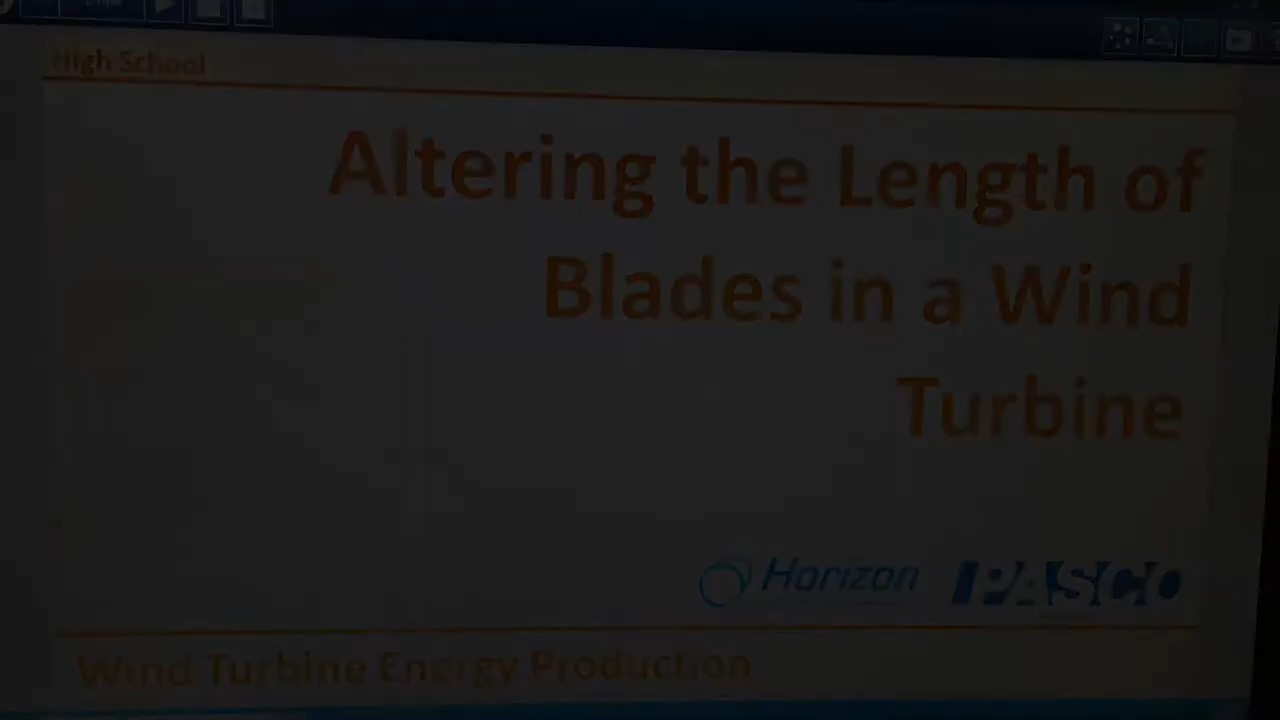 High School
Altering the Length of
Blades in a Wind
Turbine
Horizon
PASCO
Wind Turbine Energy Production